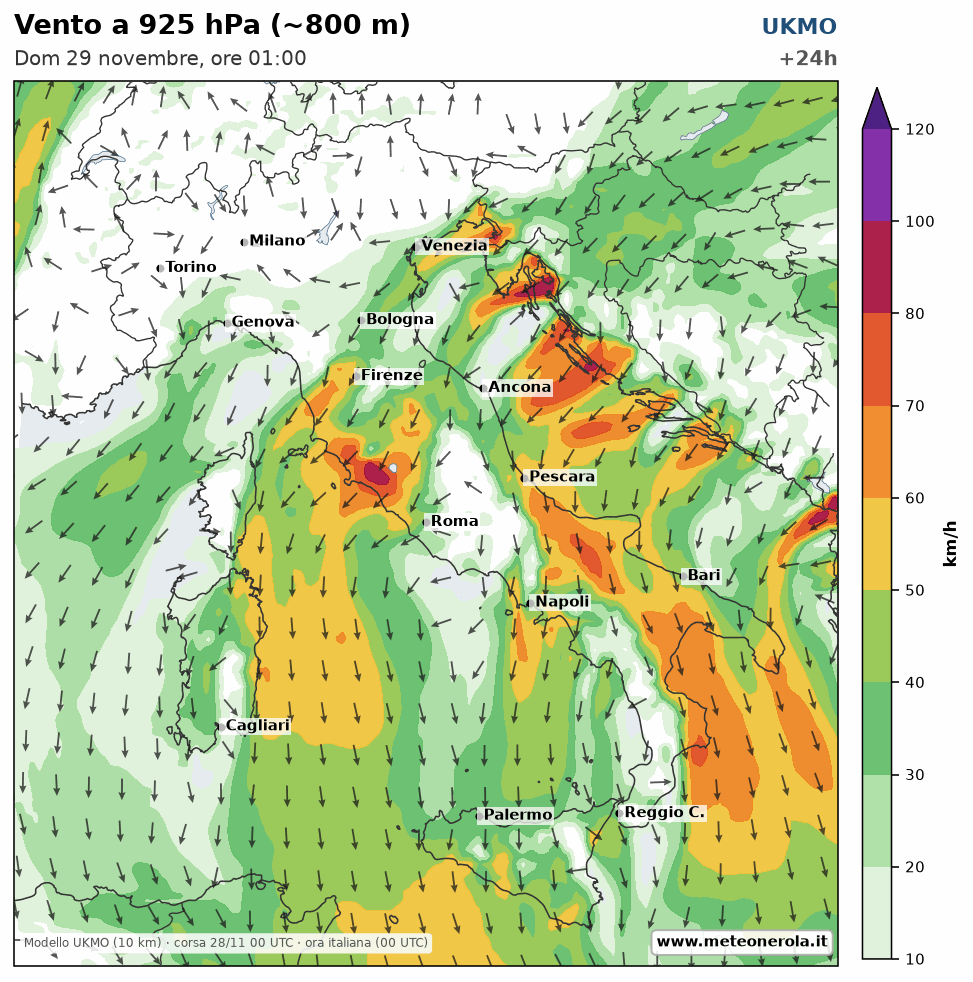 Vento a 925 hPa (~800 m)
UKMO
Dom 29 novembre, ore 01:00
+24h
120
100
80
70
60
50
40
30
20
10
km/h
Milano
Venezia
Torino
Genova
Bologna
Firenze
Ancona
Pescara
Roma
Bari
Napoli
Cagliari
Palermo
Reggio C.
Modello UKMO (10 km) · corsa 28/11 00 UTC · ora italiana (00 UTC)
www.meteonerola.it